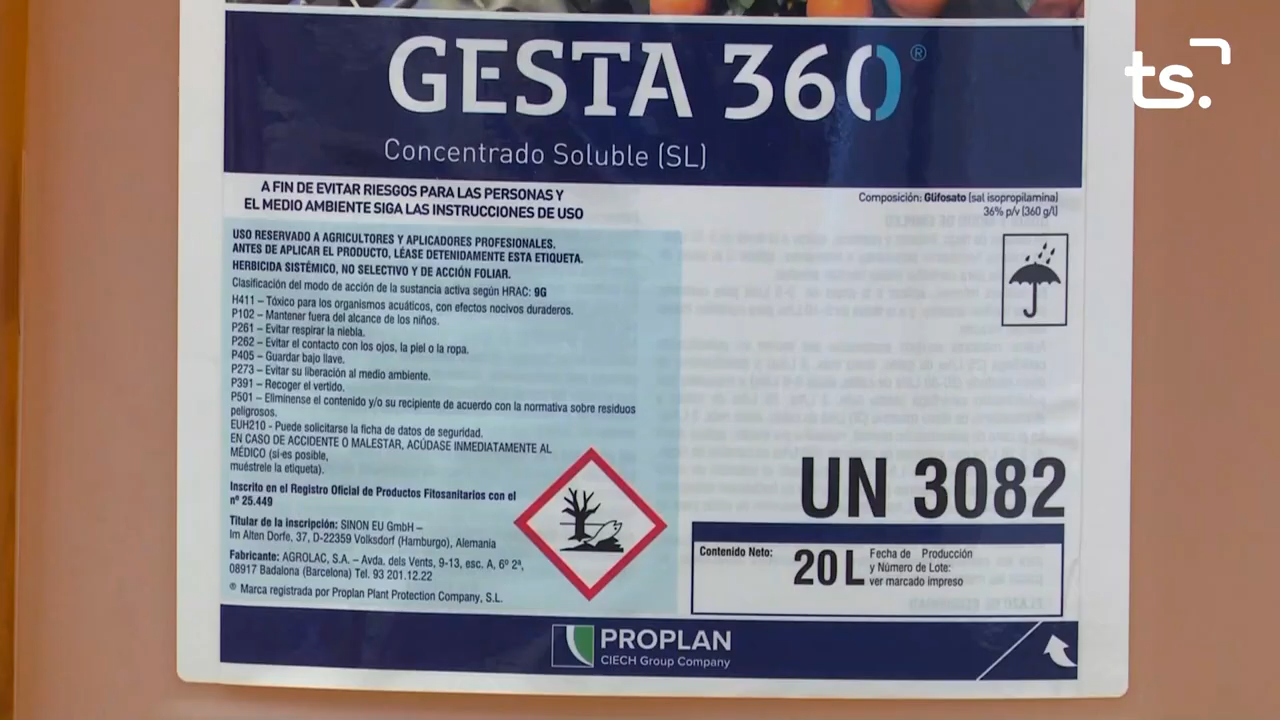 ts.
GESTA 360®
Concentrado Soluble (SL)
A FIN DE EVITAR RIESGOS PARA LAS PERSONAS Y
EL MEDIO AMBIENTE SIGA LAS INSTRUCCIONES DE USO
Composición: Glifosato (sal isopropilamina)
36% p/v (360 g/l)
USO RESERVADO A AGRICULTORES Y APLICADORES PROFESIONALES.
ANTES DE APLICAR EL PRODUCTO, LÉASE DETENIDAMENTE ESTA ETIQUETA.
HERBICIDA SISTÉMICO, NO SELECTIVO Y DE ACCIÓN FOLIAR.
Clasificación del modo de acción de la sustancia activa según HRAC: 9G
H411 – Tóxico para los organismos acuáticos, con efectos nocivos duraderos.
P102 – Mantener fuera del alcance de los niños.
P261 – Evitar respirar la niebla.
P262 – Evitar el contacto con los ojos, la piel o la ropa.
P405 – Guardar bajo llave.
P273 – Evitar su liberación al medio ambiente.
P391 – Recoger el vertido.
P501 – Elimínense el contenido y/o su recipiente de acuerdo con la normativa sobre residuos
peligrosos.
EUH210 - Puede solicitarse la ficha de datos de seguridad.
EN CASO DE ACCIDENTE O MALESTAR, ACÚDASE INMEDIATAMENTE AL
MÉDICO (si es posible,
muéstrele la etiqueta).
Inscrito en el Registro Oficial de Productos Fitosanitarios con el
nº 25.449
Titular de la inscripción: SINON EU GmbH –
Im Alten Dorfe, 37, D-22359 Volksdorf (Hamburgo), Alemania
Fabricante: AGROLAC, S.A. – Avda. dels Vents, 9-13, esc. A, 6º 2ª,
08917 Badalona (Barcelona) Tel. 93 201.12.22
® Marca registrada por Proplan Plant Protection Company, S.L.
UN 3082
Contenido Neto: 20 L
Fecha de Producción
y Número de Lote:
ver marcado impreso
PROPLAN
CIECH Group Company